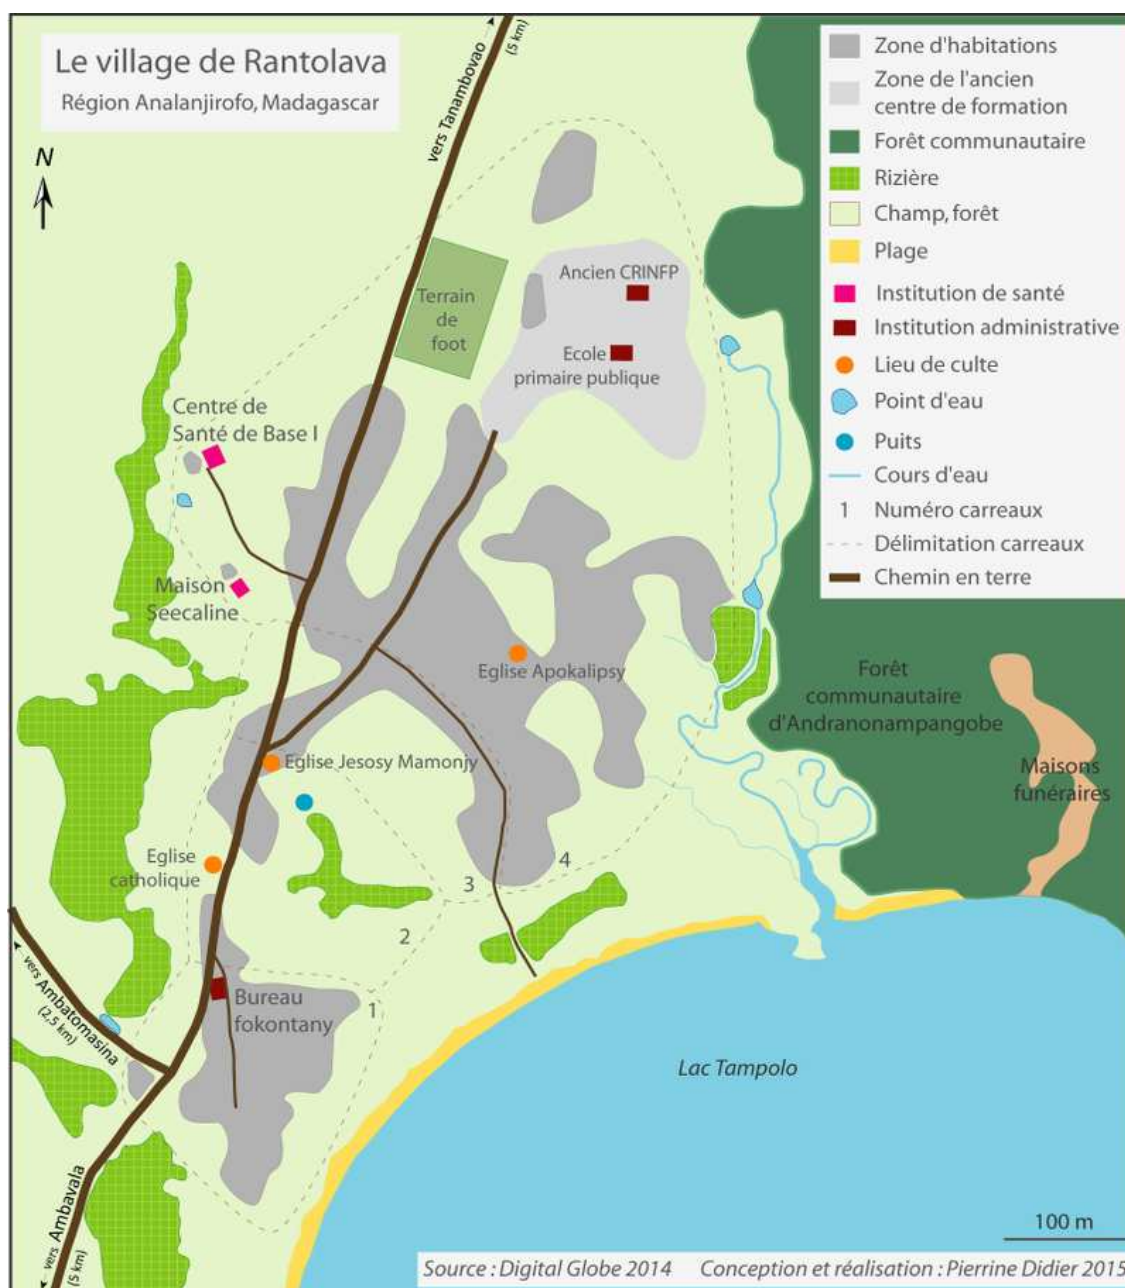 Le village de Rantolava
Région Analanjirofo, Madagascar
N
vers Tanambovao
(5 km)
Zone d'habitations
Zone de l'ancien
centre de formation
Forêt communautaire
Rizière
Champ, forêt
Plage
Institution de santé
Institution administrative
Lieu de culte
Point d'eau
Puits
Cours d'eau
1 Numéro carreaux
Délimitation carreaux
Chemin en terre
Terrain
de
foot
Ancien CRINFP
Ecole
primaire publique
Centre de
Santé de Base I
Maison
Seecaline
Eglise Apokalipsy
Forêt
communautaire
d'Andranonampangobe
Maisons
funéraires
Eglise Jesosy Mamonjy
Eglise
catholique
4
3
2
1
vers Ambatomasina
(2,5 km)
Bureau
fokontany
Lac Tampolo
vers Ambavala
(5 km)
100 m
Source : Digital Globe 2014 Conception et réalisation : Pierrine Didier 2015